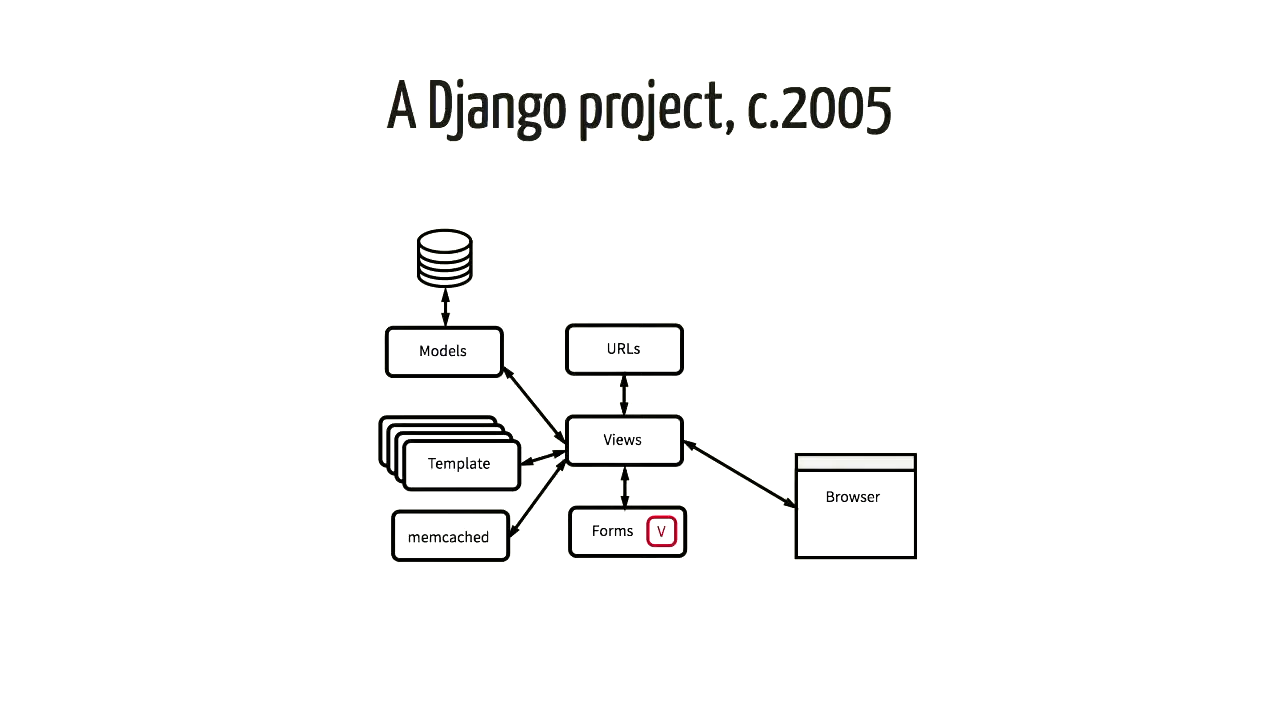 A Django project, c.2005
Models
URLs
Views
Template
Browser
memcached
Forms V